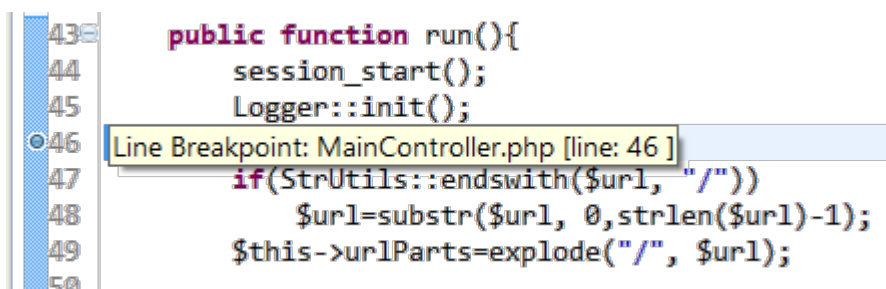 43 public function run(){
44 session_start();
45 Logger::init();
46 Line Breakpoint: MainController.php [line: 46 ]
47 if(StrUtils::endswith($url, "/"))
48 $url=substr($url, 0,strlen($url)-1);
49 $this->urlParts=explode("/", $url);
50